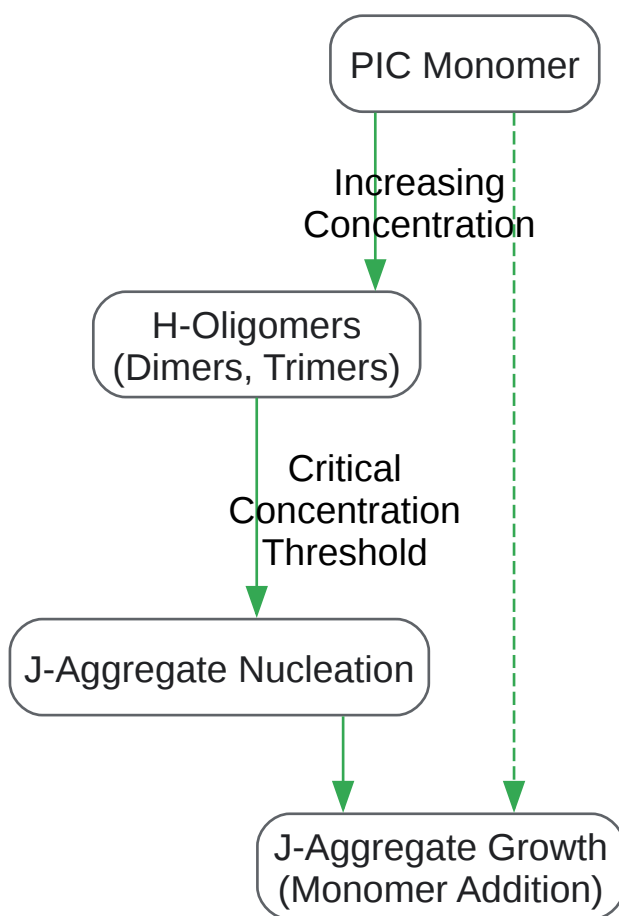 PIC Monomer
Increasing
Concentration
H-Oligomers
(Dimers, Trimers)
Critical
Concentration
Threshold
J-Aggregate Nucleation
J-Aggregate Growth
(Monomer Addition)